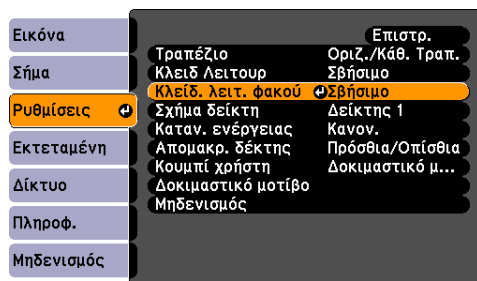 Εικόνα
Σήμα
Ρυθμίσεις
Εκτεταμένη
Δίκτυο
Πληροφ.
Μηδενισμός
Επιστρ.
Τραπέζιο Οριζ./Κάθ. Τραπ.
Κλειδ Λειτουρ Σβήσιμο
Κλείδ. λειτ. φακού Σβήσιμο
Σχήμα δείκτη Δείκτης 1
Καταν. ενέργειας Κανον.
Απομακρ. δέκτης Πρόσθια/Οπίσθια
Κουμπί χρήστη Δοκιμαστικό μ...
Δοκιμαστικό μοτίβο
Μηδενισμός